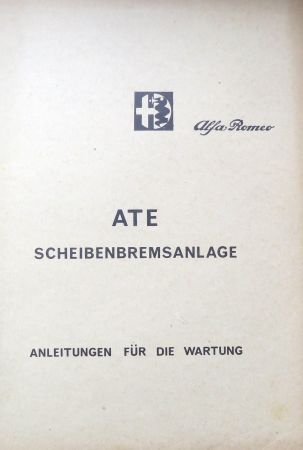 Alfa Romeo
ATE
SCHEIBENBREMSANLAGE
ANLEITUNGEN FÜR DIE WARTUNG